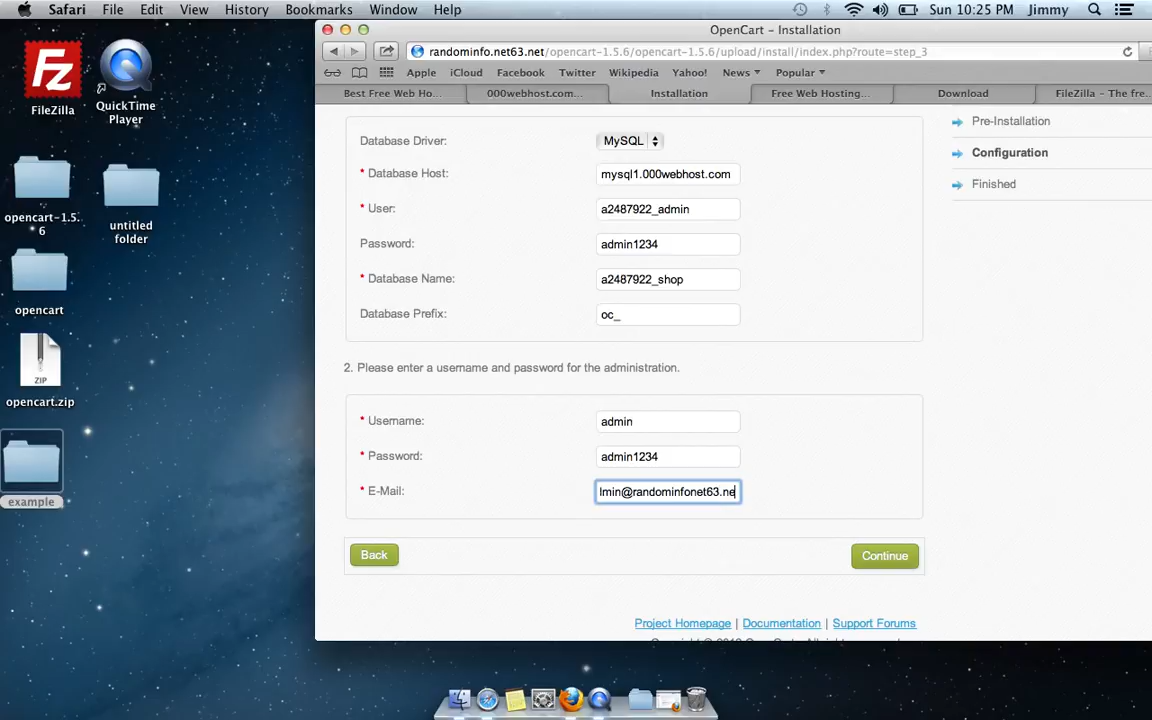 Safari File Edit View History Bookmarks Window Help Sun 10:25 PM Jimmy
OpenCart – Installation
randominfo.net63.net/opencart-1.5.6/opencart-1.5.6/upload/install/index.php?route=step_3
Apple iCloud Facebook Twitter Wikipedia Yahoo! News Popular
Best Free Web Ho... 000webhost.com... Installation Free Web Hosting... Download FileZilla – The fre...
FileZilla
QuickTime
Player
opencart-1.5.
6
untitled
folder
opencart
ZIP
opencart.zip
example
Database Driver: MySQL
* Database Host: mysql1.000webhost.com
* User: a2487922_admin
Password: admin1234
* Database Name: a2487922_shop
Database Prefix: oc_
2. Please enter a username and password for the administration.
* Username: admin
* Password: admin1234
* E-Mail: lmin@randominfonet63.ne
Back Continue
Pre-Installation
Configuration
Finished
Project Homepage | Documentation | Support Forums